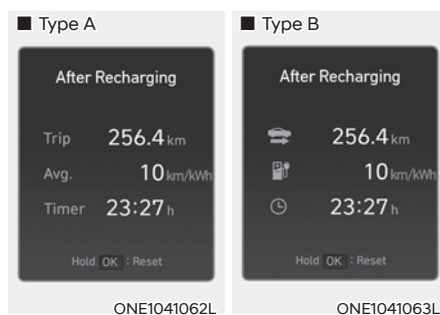 ■ Type A
After Recharging
Trip 256.4 km
Avg. 10 km/kWh
Timer 23:27 h
Hold OK : Reset
ONE1041062L
■ Type B
After Recharging
256.4 km
10 km/kWh
23:27 h
Hold OK : Reset
ONE1041063L